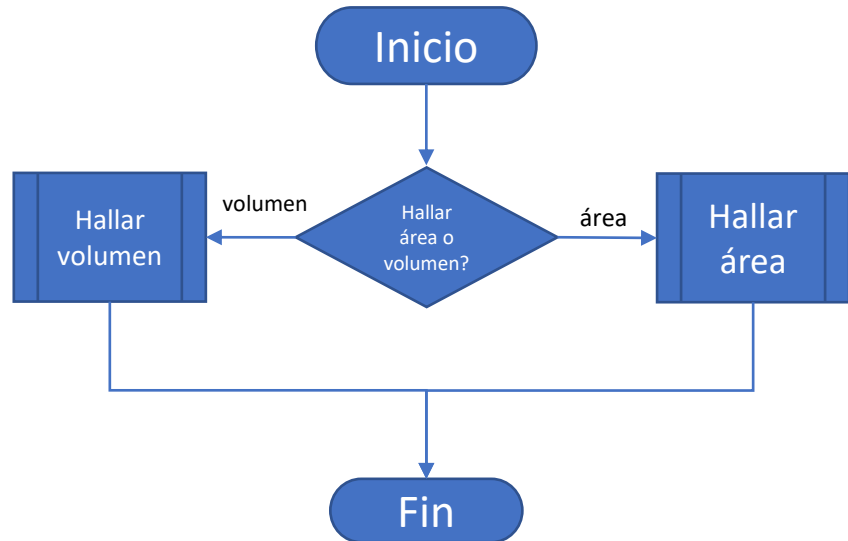 Inicio
volumen
Hallar
área o
volumen?
área
Hallar
volumen
Hallar
área
Fin